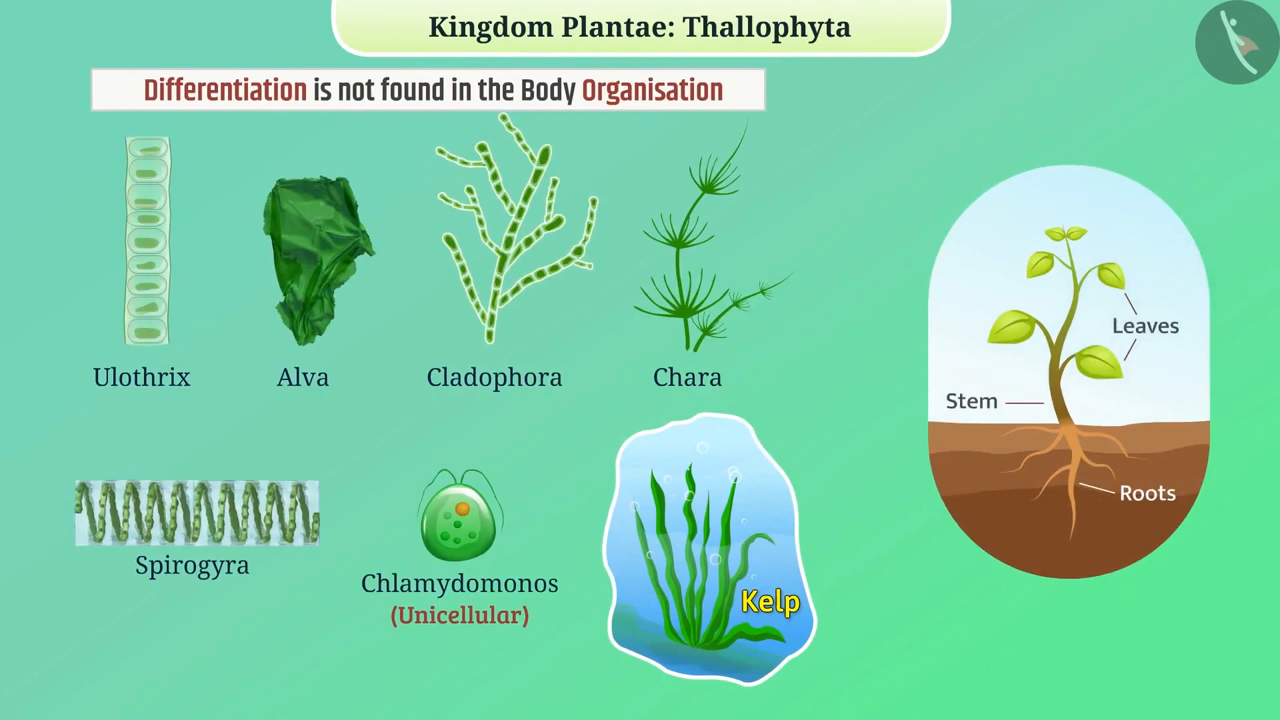 Kingdom Plantae: Thallophyta
Differentiation is not found in the Body Organisation
Ulothrix
Alva
Cladophora
Chara
Leaves
Stem
Roots
Spirogyra
Chlamydomonos
(Unicellular)
Kelp